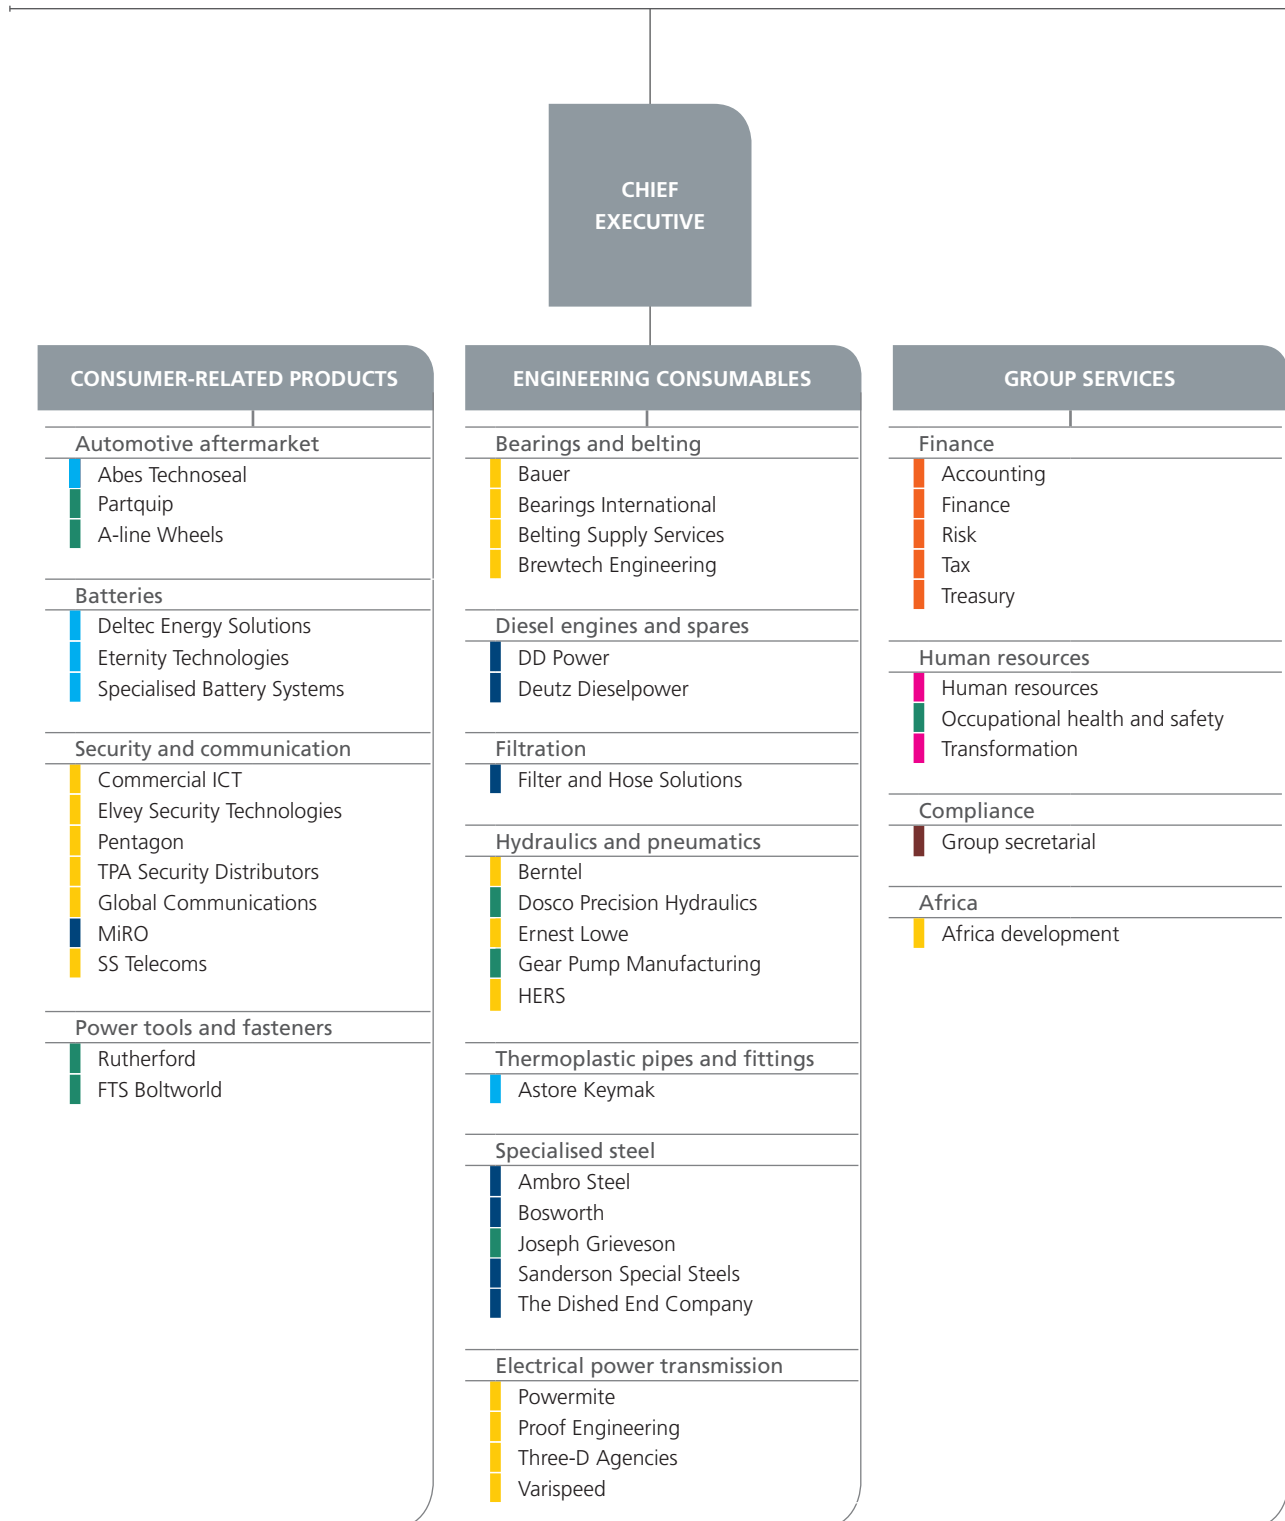 CHIEF
EXECUTIVE
CONSUMER-RELATED PRODUCTS
Automotive aftermarket
Abes Technoseal
Partquip
A-line Wheels
Batteries
Deltec Energy Solutions
Eternity Technologies
Specialised Battery Systems
Security and communication
Commercial ICT
Elvey Security Technologies
Pentagon
TPA Security Distributors
Global Communications
MiRO
SS Telecoms
Power tools and fasteners
Rutherford
FTS Boltworld
ENGINEERING CONSUMABLES
Bearings and belting
Bauer
Bearings International
Belting Supply Services
Brewtech Engineering
Diesel engines and spares
DD Power
Deutz Dieselpower
Filtration
Filter and Hose Solutions
Hydraulics and pneumatics
Berntel
Dosco Precision Hydraulics
Ernest Lowe
Gear Pump Manufacturing
HERS
Thermoplastic pipes and fittings
Astore Keymak
Specialised steel
Ambro Steel
Bosworth
Joseph Grieveson
Sanderson Special Steels
The Dished End Company
Electrical power transmission
Powermite
Proof Engineering
Three-D Agencies
Varispeed
GROUP SERVICES
Finance
Accounting
Finance
Risk
Tax
Treasury
Human resources
Human resources
Occupational health and safety
Transformation
Compliance
Group secretarial
Africa
Africa development